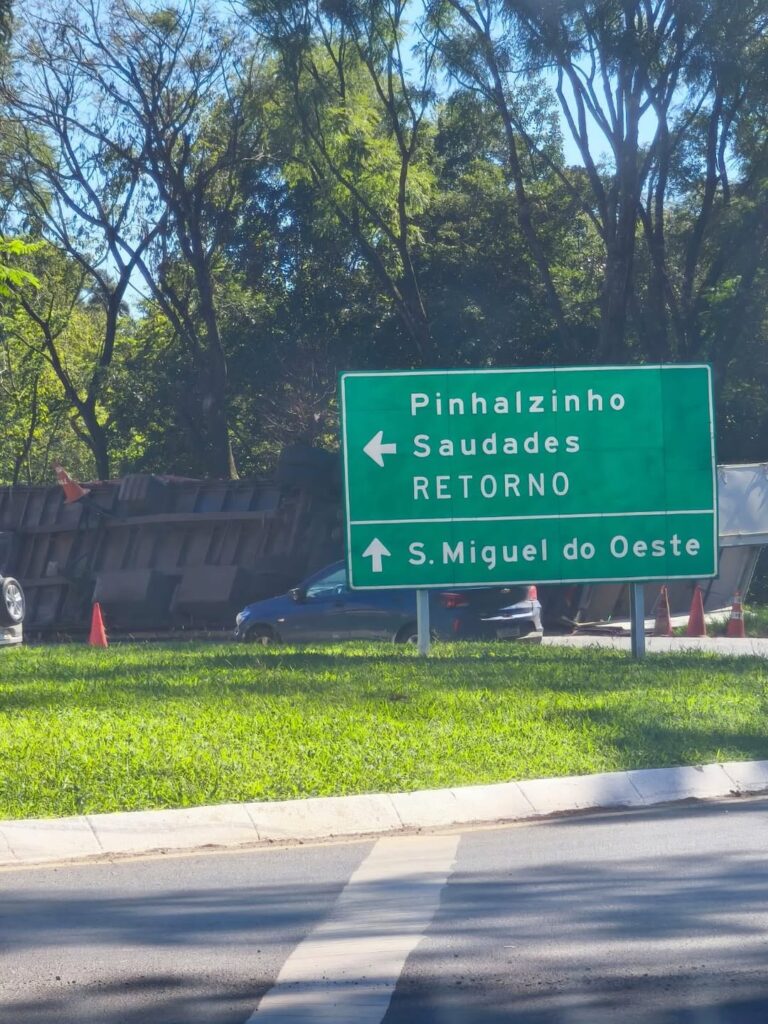 Pinhalzinho
Saudades
RETORNO
S. Miguel do Oeste